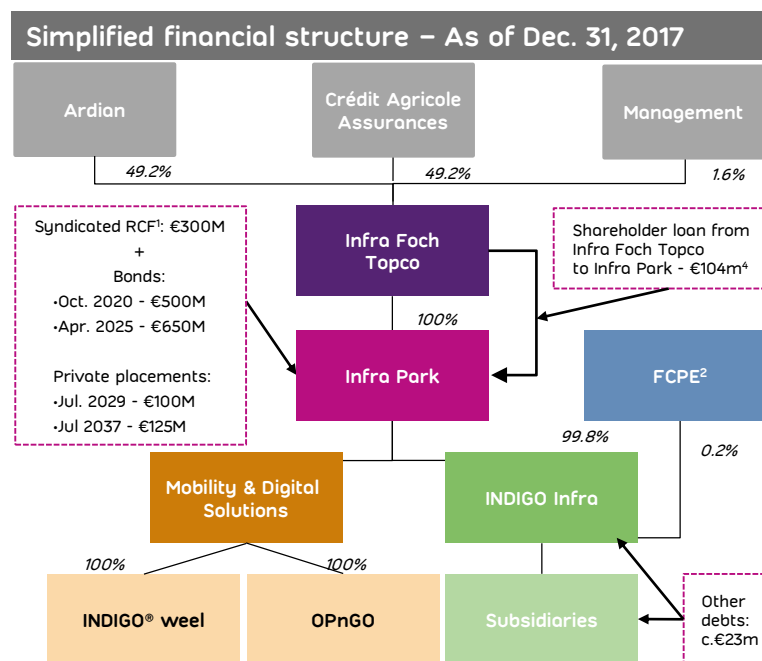 Simplified financial structure – As of Dec. 31, 2017
Ardian
Crédit Agricole
Assurances
Management
49.2%
49.2%
1.6%
Syndicated RCF¹: €300M
+
Bonds:
•Oct. 2020 - €500M
•Apr. 2025 - €650M
Private placements:
•Jul. 2029 - €100M
•Jul 2037 - €125M
Infra Foch
Topco
Shareholder loan from
Infra Foch Topco
to Infra Park - €104m⁴
100%
Infra Park
FCPE²
99.8%
0.2%
Mobility & Digital
Solutions
INDIGO Infra
100%
100%
INDIGO® weel
OPnGO
Subsidiaries
Other
debts:
c.€23m